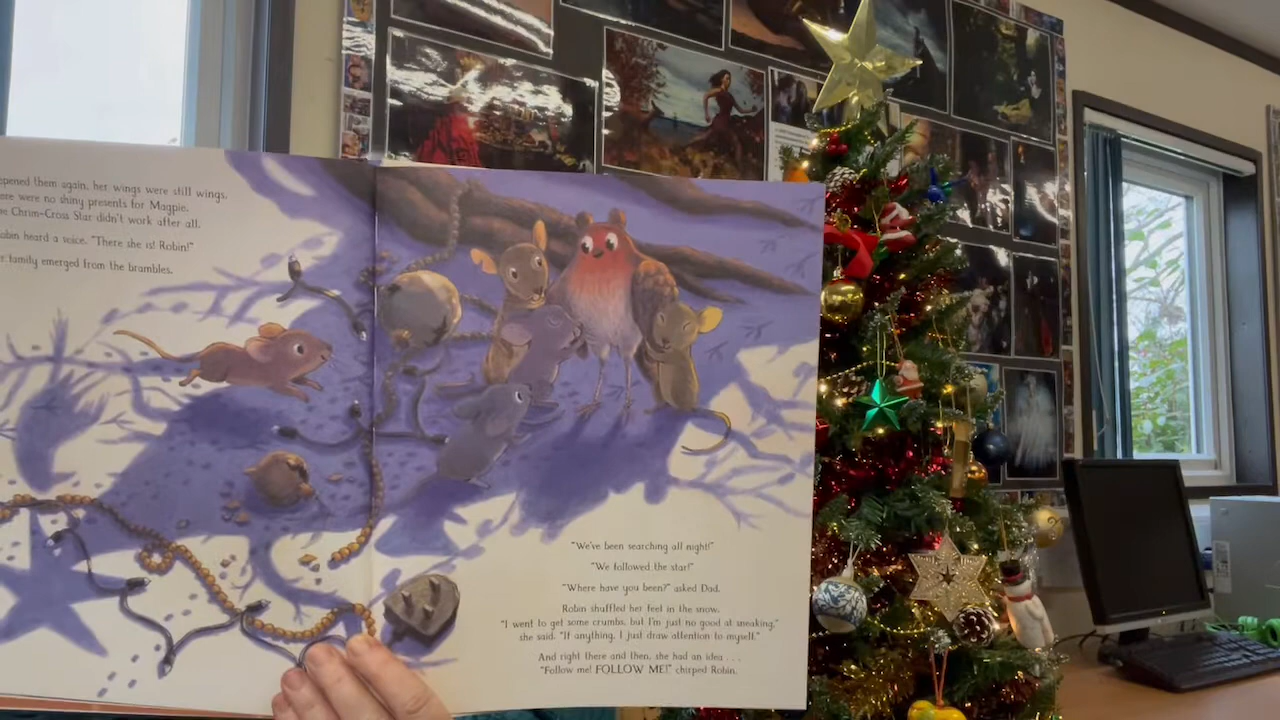 opened them again, her wings were still wings,
ere were no shiny presents for Magpie.
e Chrim-Cross Star didn't work after all.
obin heard a voice. "There she is! Robin!"
r family emerged from the brambles.
"We've been searching all night!"
"We followed the star!"
"Where have you been?" asked Dad.
Robin shuffled her feet in the snow.
"I went to get some crumbs, but I'm just no good at sneaking,"
she said. "If anything, I just draw attention to myself."
And right there and then, she had an idea . . .
"Follow me! FOLLOW ME!" chirped Robin.